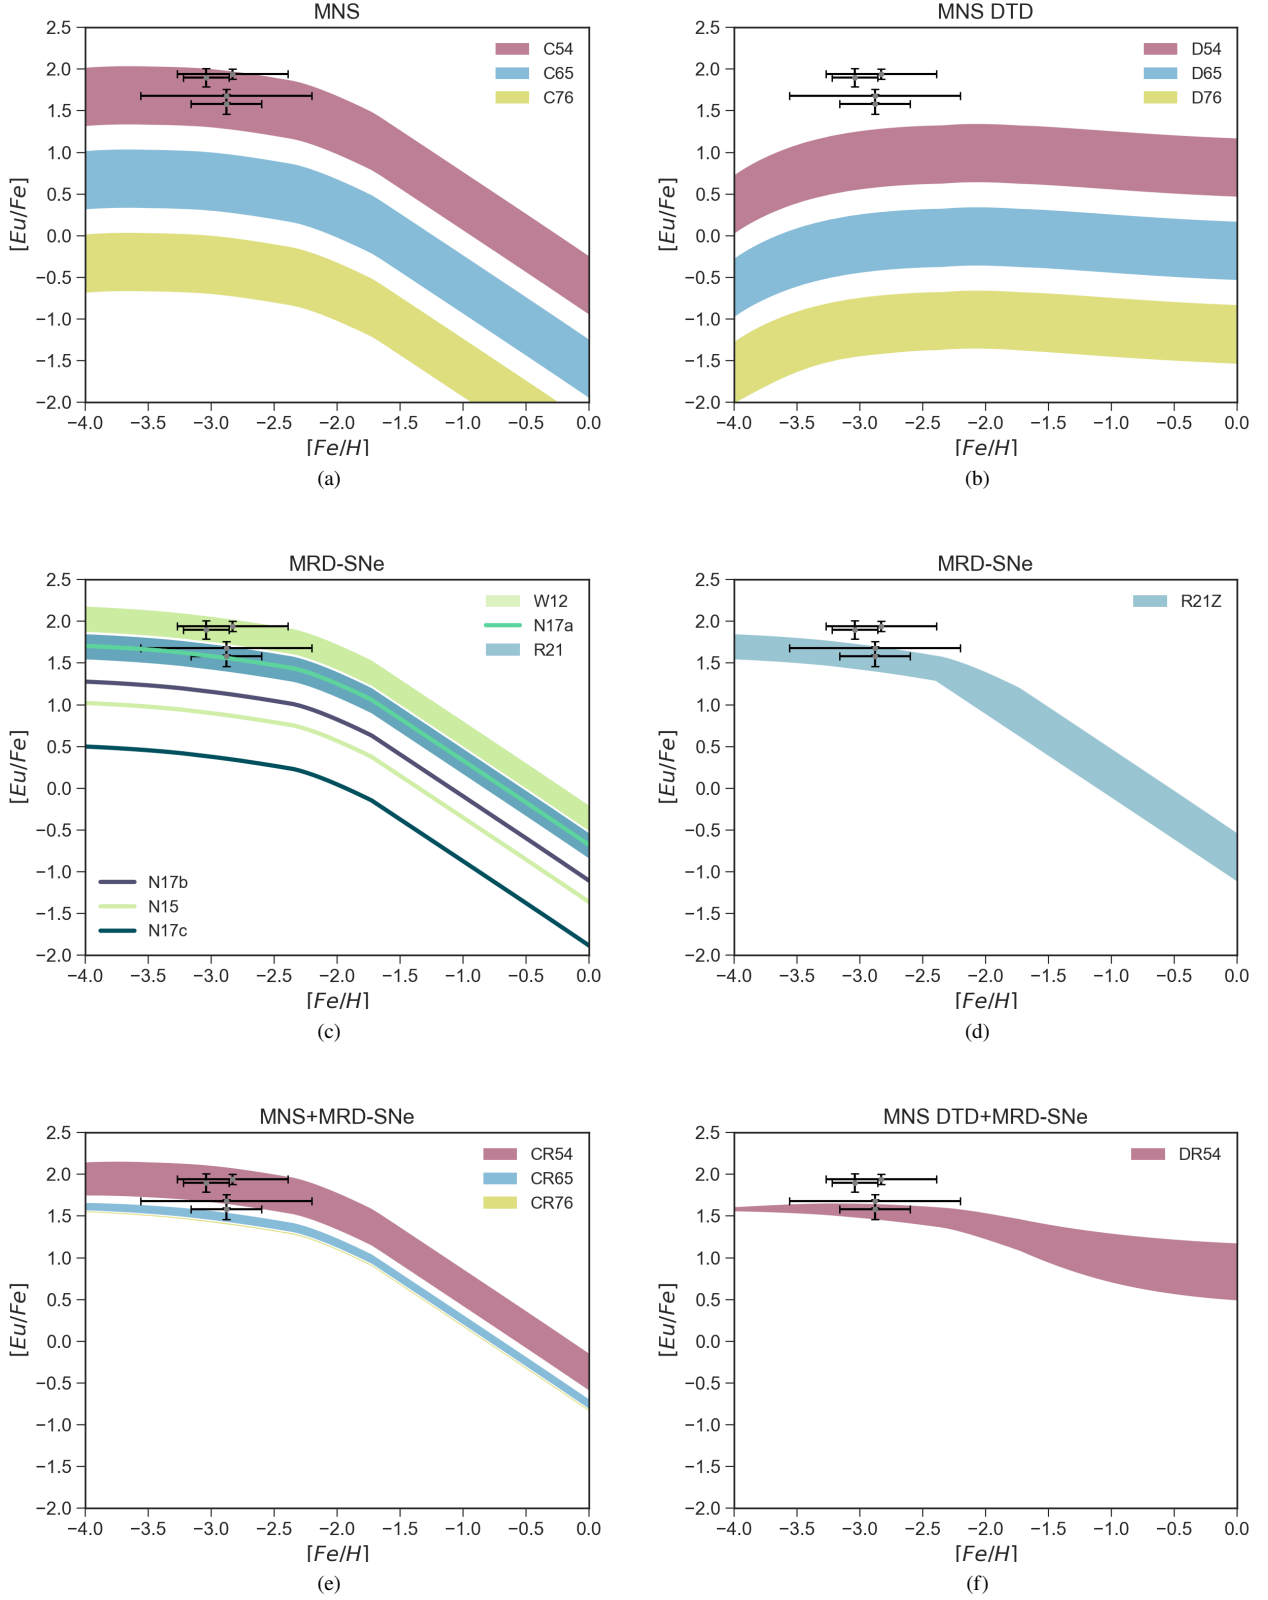 MNS
2.5
2.0
1.5
1.0
0.5
0.0
−0.5
−1.0
−1.5
−2.0
[Eu/Fe]
C54
C65
C76
−4.0 −3.5 −3.0 −2.5 −2.0 −1.5 −1.0 −0.5 0.0
[Fe/H]
(a)
MNS DTD
2.5
2.0
1.5
1.0
0.5
0.0
−0.5
−1.0
−1.5
−2.0
[Eu/Fe]
D54
D65
D76
−4.0 −3.5 −3.0 −2.5 −2.0 −1.5 −1.0 −0.5 0.0
[Fe/H]
(b)
MRD-SNe
2.5
2.0
1.5
1.0
0.5
0.0
−0.5
−1.0
−1.5
−2.0
[Eu/Fe]
W12
N17a
R21
N17b
N15
N17c
−4.0 −3.5 −3.0 −2.5 −2.0 −1.5 −1.0 −0.5 0.0
[Fe/H]
(c)
MRD-SNe
2.5
2.0
1.5
1.0
0.5
0.0
−0.5
−1.0
−1.5
−2.0
[Eu/Fe]
R21Z
−4.0 −3.5 −3.0 −2.5 −2.0 −1.5 −1.0 −0.5 0.0
[Fe/H]
(d)
MNS+MRD-SNe
2.5
2.0
1.5
1.0
0.5
0.0
−0.5
−1.0
−1.5
−2.0
[Eu/Fe]
CR54
CR65
CR76
−4.0 −3.5 −3.0 −2.5 −2.0 −1.5 −1.0 −0.5 0.0
[Fe/H]
(e)
MNS DTD+MRD-SNe
2.5
2.0
1.5
1.0
0.5
0.0
−0.5
−1.0
−1.5
−2.0
[Eu/Fe]
DR54
−4.0 −3.5 −3.0 −2.5 −2.0 −1.5 −1.0 −0.5 0.0
[Fe/H]
(f)